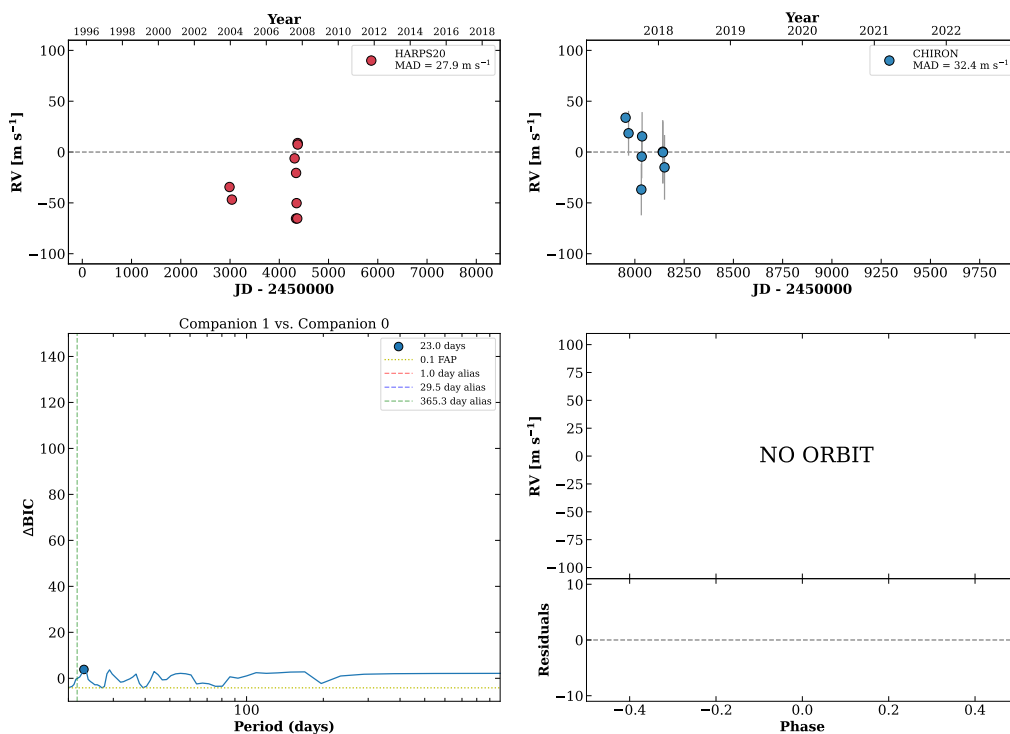 Year
1996 1998 2000 2002 2004 2006 2008 2010 2012 2014 2016 2018
HARPS20
MAD = 27.9 m s⁻¹
RV [m s⁻¹]
100
50
0
−50
−100
0 1000 2000 3000 4000 5000 6000 7000 8000
JD - 2450000
Year
2018 2019 2020 2021 2022
CHIRON
MAD = 32.4 m s⁻¹
RV [m s⁻¹]
100
50
0
−50
−100
8000 8250 8500 8750 9000 9250 9500 9750
JD - 2450000
Companion 1 vs. Companion 0
23.0 days
0.1 FAP
1.0 day alias
29.5 day alias
365.3 day alias
ΔBIC
140
120
100
80
60
40
20
0
100
Period (days)
RV [m s⁻¹]
100
75
50
25
0
−25
−50
−75
−100
NO ORBIT
Residuals
10
0
−10
−0.4 −0.2 0.0 0.2 0.4
Phase